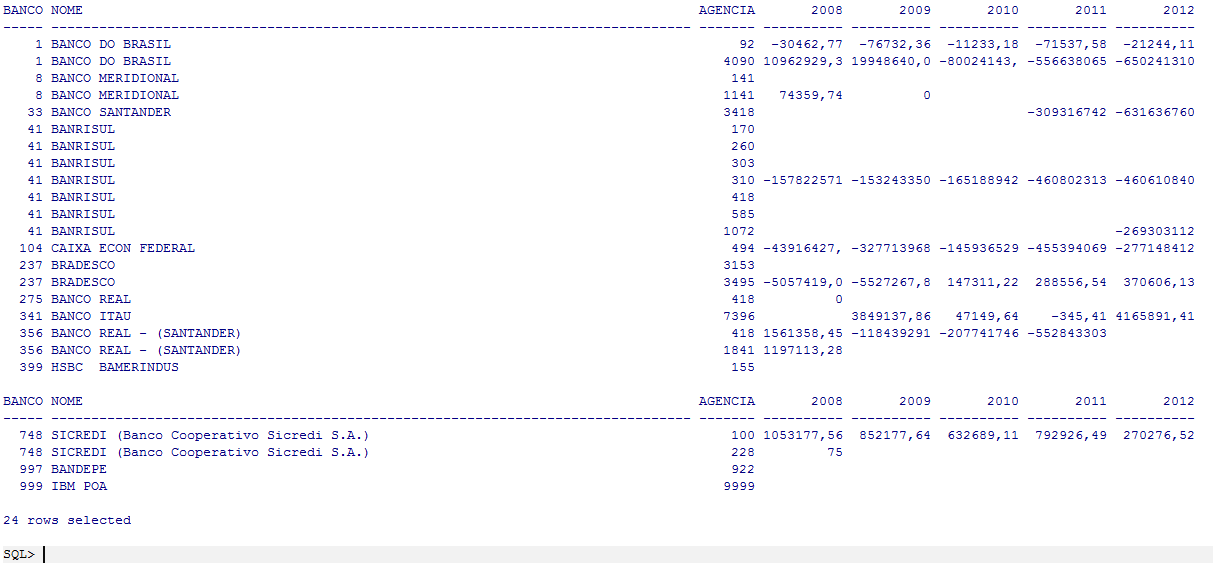 BANCO NOME AGENCIA 2008 2009 2010 2011 2012
----- -------------------------------------------------------------------------------- ------- ---------- ---------- ---------- ---------- ----------
1 BANCO DO BRASIL 92 -30462,77 -76732,36 -11233,18 -71537,58 -21244,11
1 BANCO DO BRASIL 4090 10962929,3 19948640,0 -80024143, -556638065 -650241310
8 BANCO MERIDIONAL 141
8 BANCO MERIDIONAL 1141 74359,74 0
33 BANCO SANTANDER 3418 -309316742 -631636760
41 BANRISUL 170
41 BANRISUL 260
41 BANRISUL 303
41 BANRISUL 310 -157822571 -153243350 -165188942 -460802313 -460610840
41 BANRISUL 418
41 BANRISUL 585
41 BANRISUL 1072 -269303112
104 CAIXA ECON FEDERAL 494 -43916427, -327713968 -145936529 -455394069 -277148412
237 BRADESCO 3153
237 BRADESCO 3495 -5057419,0 -5527267,8 147311,22 288556,54 370606,13
275 BANCO REAL 418 0
341 BANCO ITAU 7396 3849137,86 47149,64 -345,41 4165891,41
356 BANCO REAL - (SANTANDER) 418 1561358,45 -118439291 -207741746 -552843303
356 BANCO REAL - (SANTANDER) 1841 1197113,28
399 HSBC  BAMERINDUS 155
BANCO NOME AGENCIA 2008 2009 2010 2011 2012
----- -------------------------------------------------------------------------------- ------- ---------- ---------- ---------- ---------- ----------
748 SICREDI (Banco Cooperativo Sicredi S.A.) 100 1053177,56 852177,64 632689,11 792926,49 270276,52
748 SICREDI (Banco Cooperativo Sicredi S.A.) 228 75
997 BANDEPE 922
999 IBM POA 9999
24 rows selected
SQL>